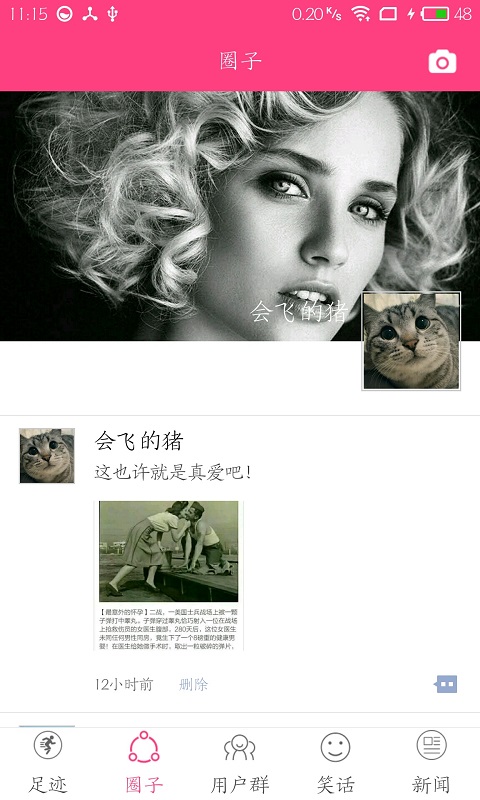 11:15
0.20 K/s
48
圈子
会飞的猪
会飞的猪
这也许就是真爱吧!
【最意外的怀孕】二战，一美国士兵战场上被一颗
子弹打中睾丸。子弹穿过睾丸恰巧射入一位在战场
上抢救伤员的女医生腹部，280天后，这位女医生
未同任何男性同房，竟生下了一个8磅重的健康男
婴！在医生给她做手术时，取出一粒破碎的弹片，
12小时前 删除
足迹 圈子 用户群 笑话 新闻